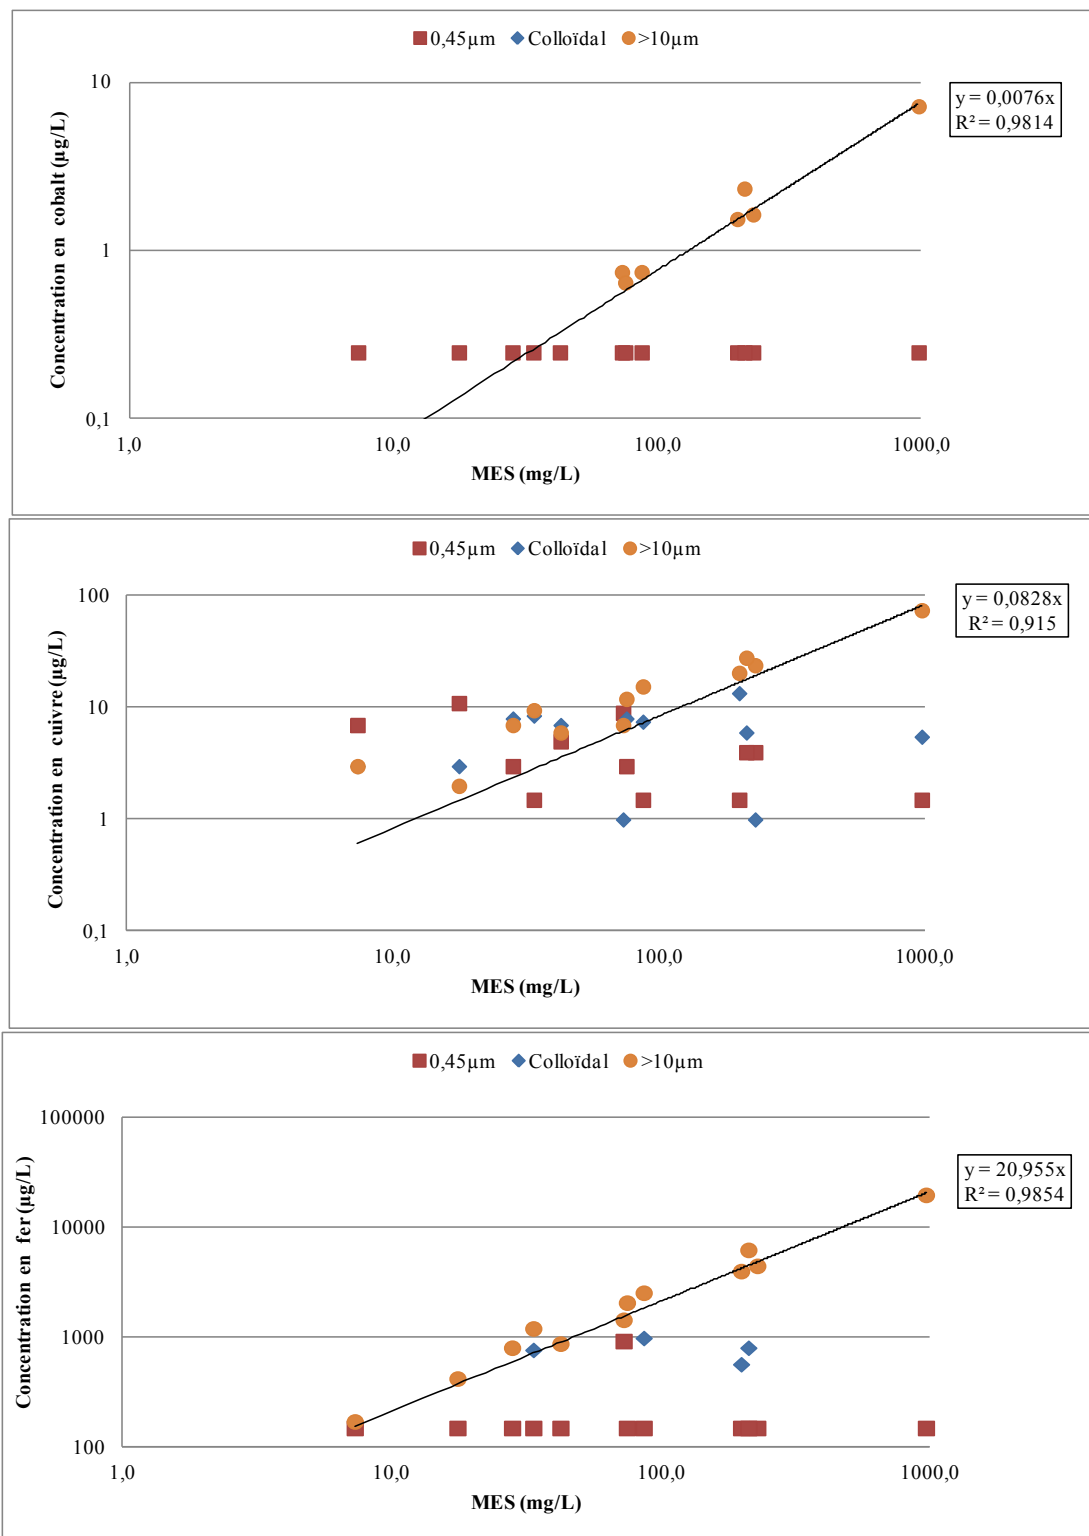 0,45µm Colloïdal >10µm
10
y = 0,0076x
R² = 0,9814
Concentration en cobalt (µg/L)
1
0,1
1,0 10,0 100,0 1000,0
MES (mg/L)
0,45µm Colloïdal >10µm
100
y = 0,0828x
R² = 0,915
Concentration en cuivre (µg/L)
10
1
0,1
1,0 10,0 100,0 1000,0
MES (mg/L)
0,45µm Colloïdal >10µm
100000
y = 20,955x
R² = 0,9854
Concentration en fer (µg/L)
10000
1000
100
1,0 10,0 100,0 1000,0
MES (mg/L)